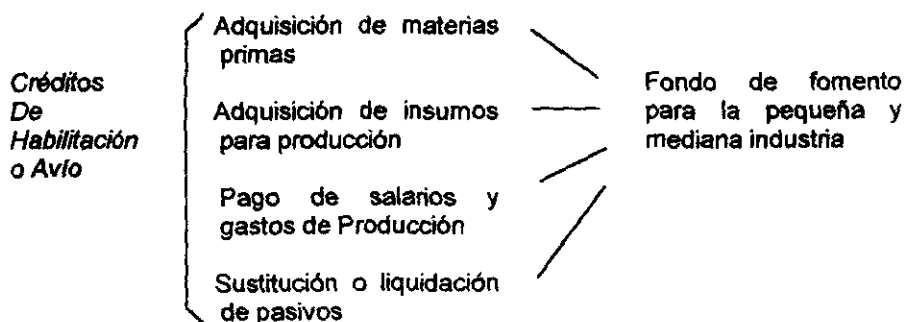 Créditos
De
Habilitación
o Avío
Adquisición de materias
primas
Adquisición de insumos
para producción
Pago de salarios y
gastos de Producción
Sustitución o liquidación
de pasivos
Fondo de fomento
para la pequeña y
mediana industria